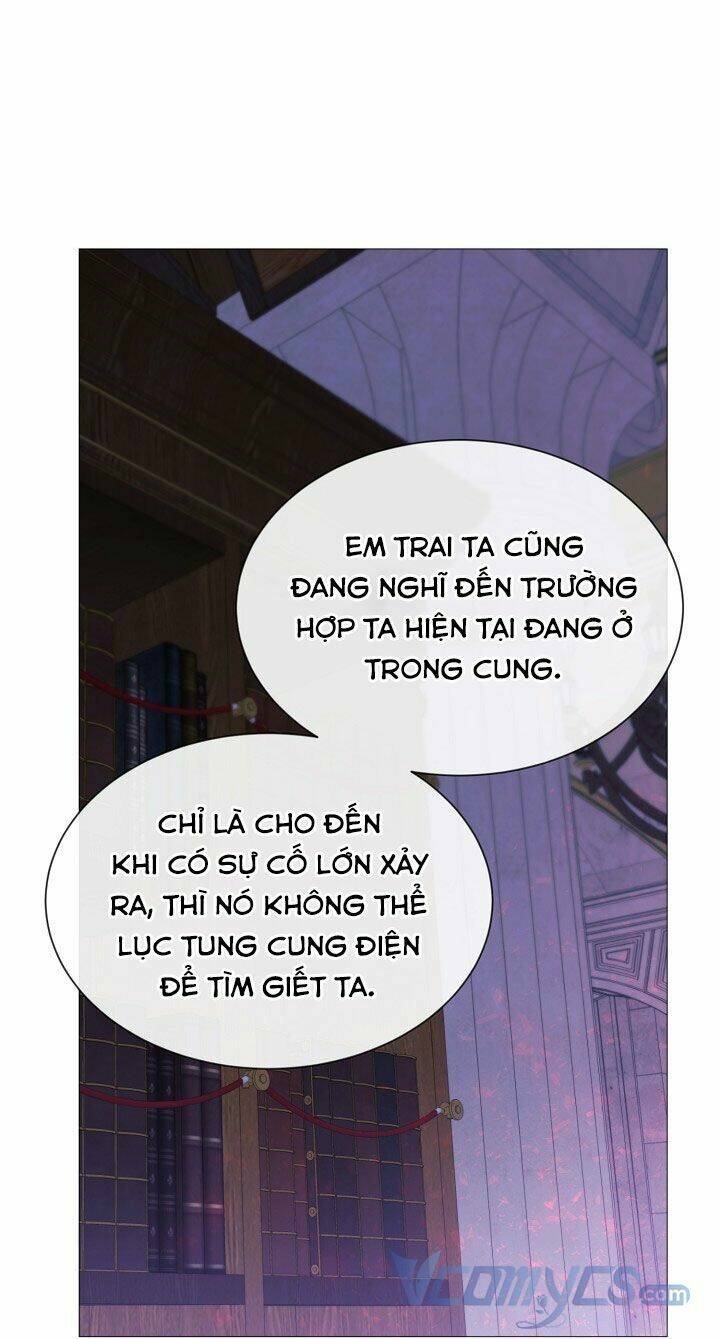 EM TRAI TA CŨNG
ĐANG NGHĨ ĐẾN TRƯỜNG
HỢP TA HIỆN TẠI ĐANG Ở
TRONG CUNG.
CHỈ LÀ CHO ĐẾN
KHI CÓ SỰ CỐ LỚN XẢY
RA, THÌ NÓ KHÔNG THỂ
LỤC TUNG CUNG ĐIỆN
ĐỂ TÌM GIẾT TA.
VCOMYCS.com